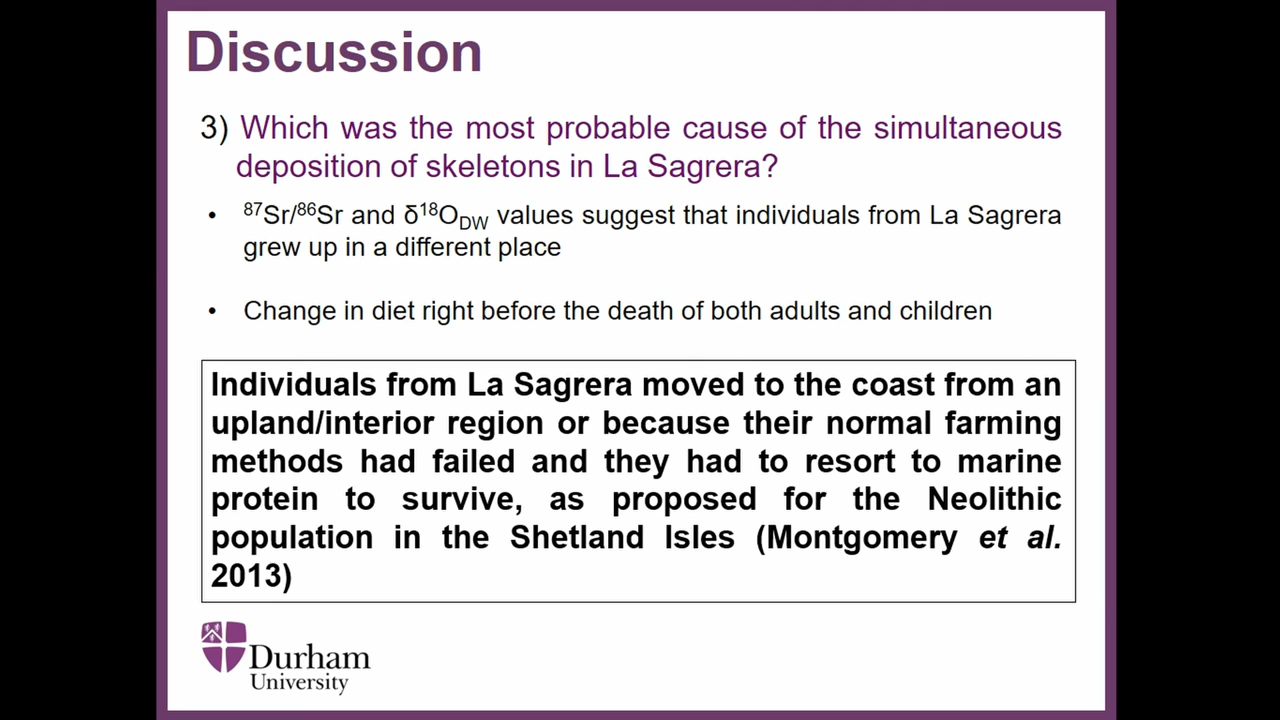 Discussion
3) Which was the most probable cause of the simultaneous
deposition of skeletons in La Sagrera?
• ⁸⁷Sr/⁸⁶Sr and δ¹⁸O_DW values suggest that individuals from La Sagrera
grew up in a different place
• Change in diet right before the death of both adults and children
Individuals from La Sagrera moved to the coast from an
upland/interior region or because their normal farming
methods had failed and they had to resort to marine
protein to survive, as proposed for the Neolithic
population in the Shetland Isles (Montgomery et al.
2013)
Durham
University